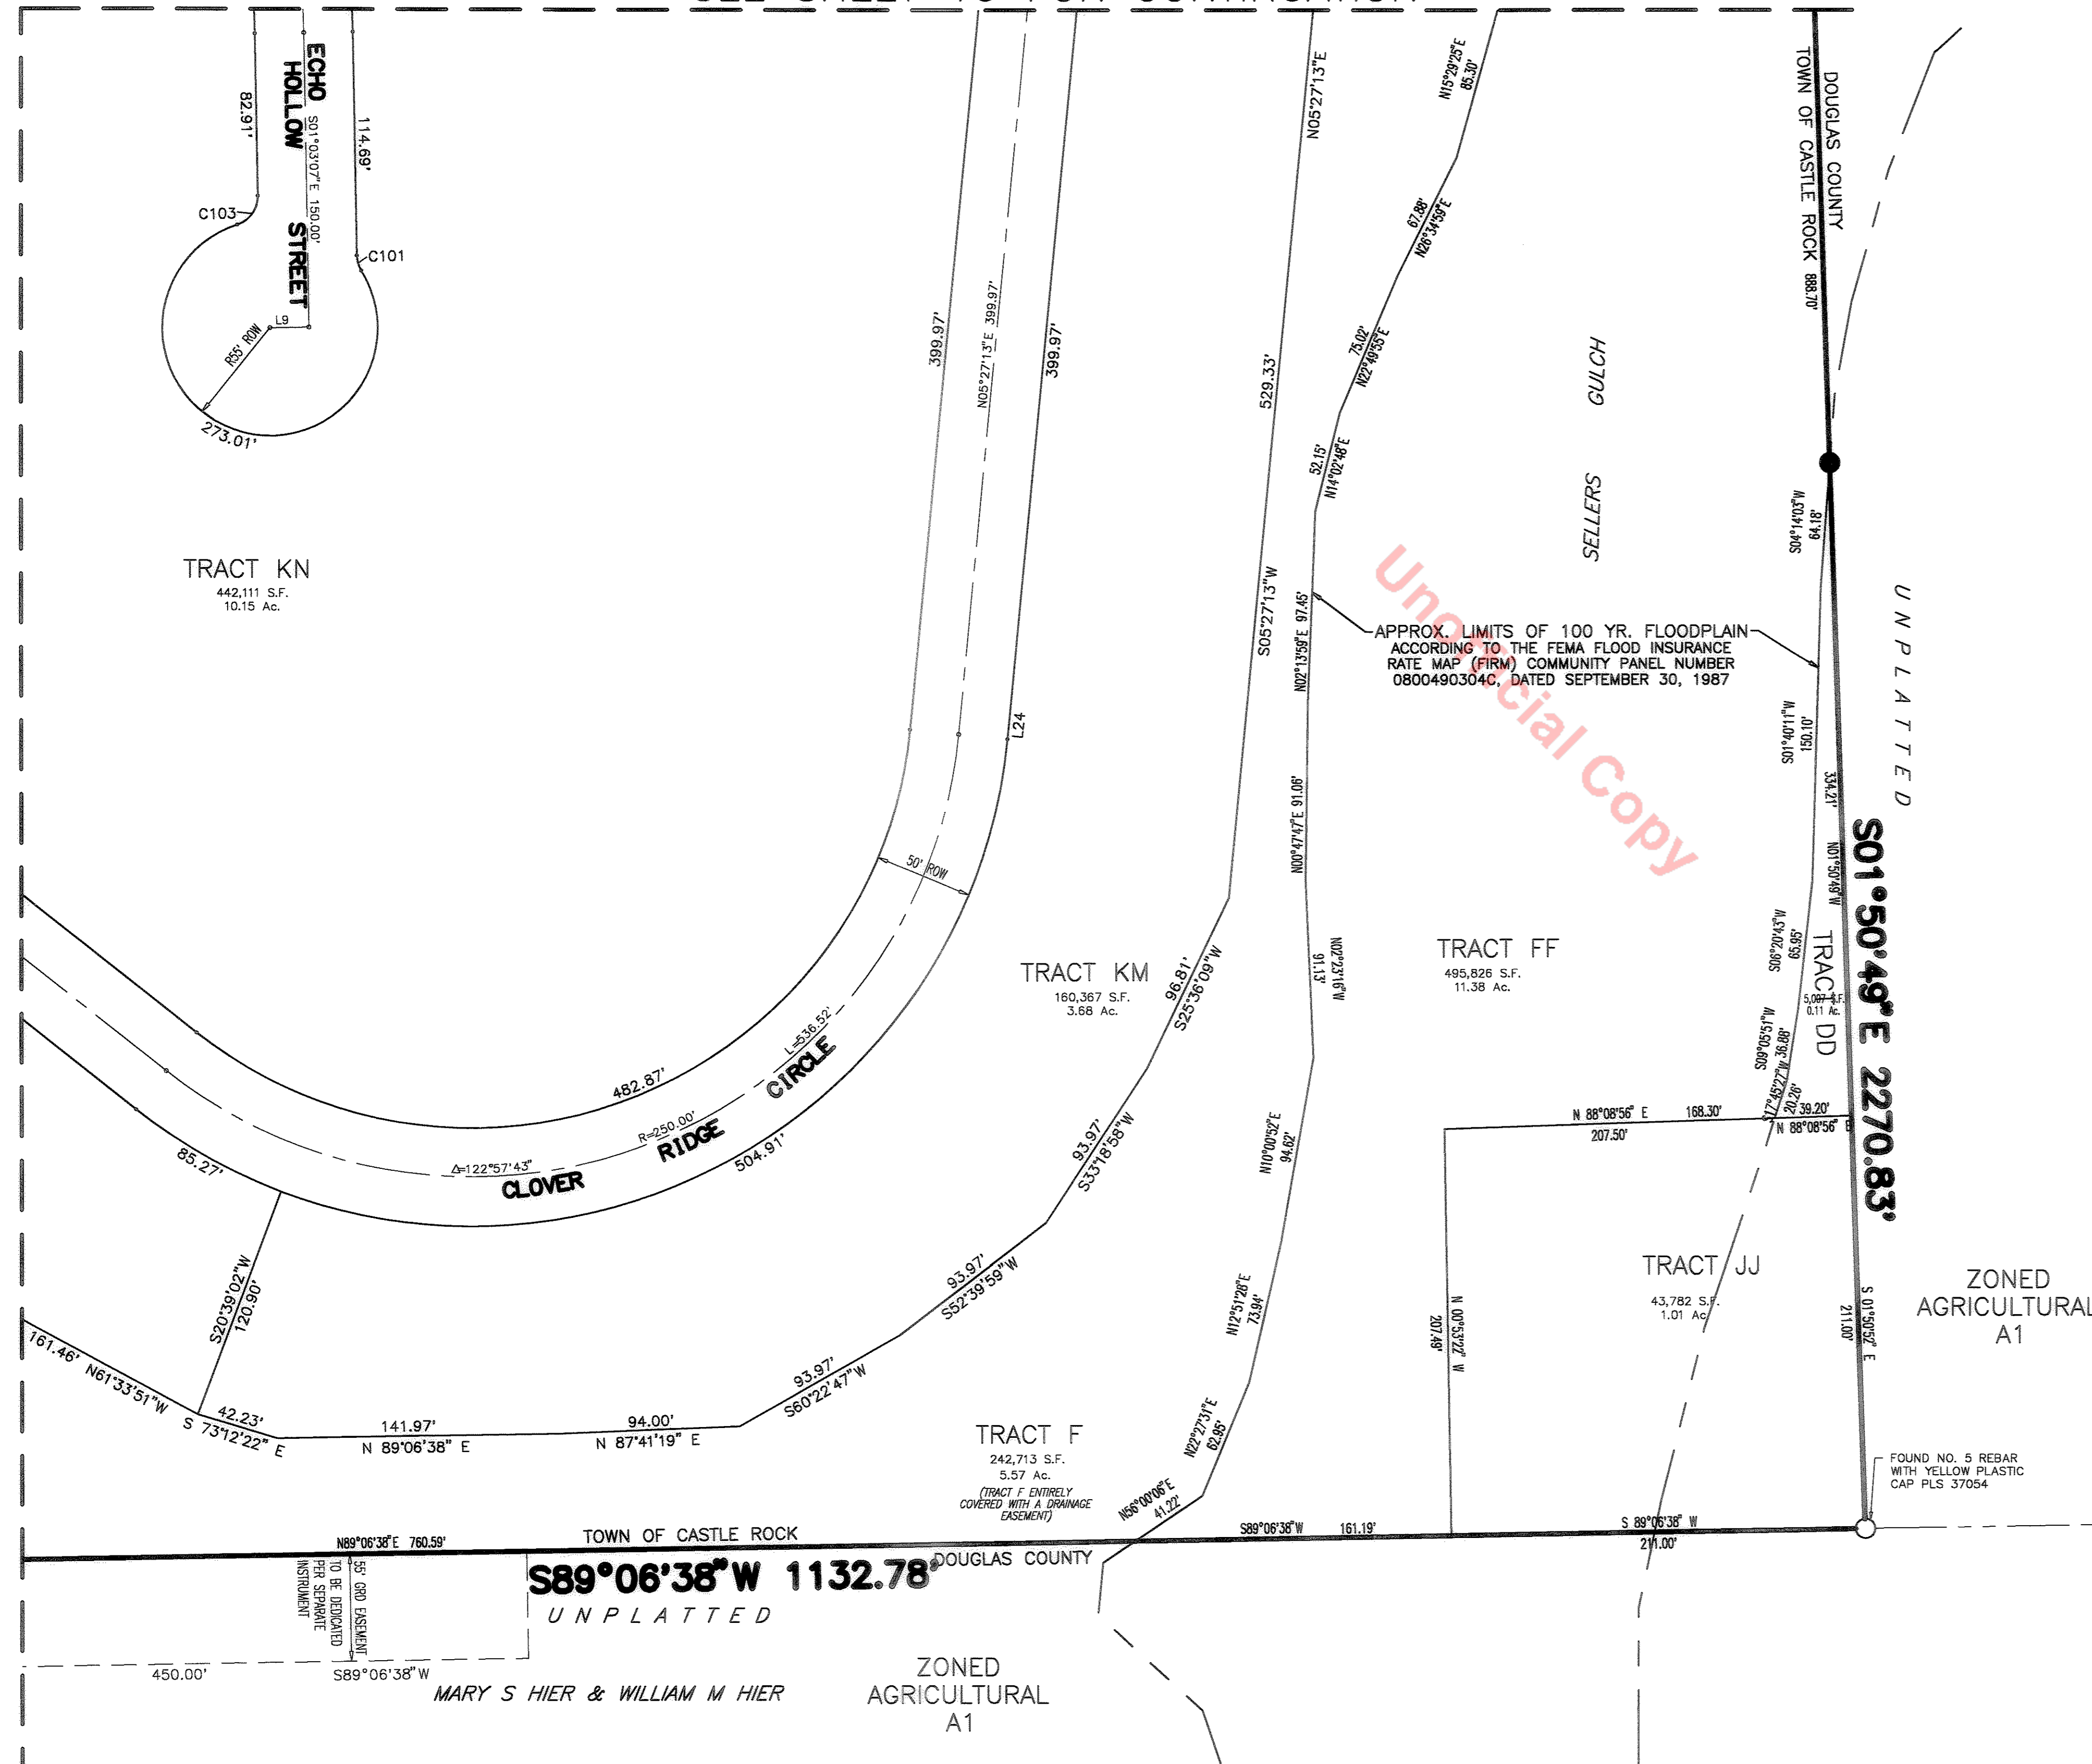 ECHO
HOLLOW
STREET
S01°03'07"E 150.00'
82.91'
114.69'
C103
C101
L9
R55' ROW
273.01'
TRACT KN
442,111 S.F.
10.15 Ac.
399.97'
N05°27'13"E 399.97'
399.97'
L24
50' ROW
N05°27'13"E
529.33'
S05°27'13"W
N15°29'25"E
85.30'
67.88'
N26°34'59"E
75.02'
N22°49'55"E
52.15'
N14°02'48"E
N02°13'59"E 97.45'
N00°47'47"E 91.06'
N02°23'16"W
91.13'
N10°00'52"E
94.62'
N12°51'28"E
73.94'
N22°27'31"E
62.95'
N56°00'06"E
41.22'
SELLERS GULCH
DOUGLAS COUNTY
TOWN OF CASTLE ROCK 888.70'
S04°14'03"W
64.18'
APPROX. LIMITS OF 100 YR. FLOODPLAIN
ACCORDING TO THE FEMA FLOOD INSURANCE
RATE MAP (FIRM) COMMUNITY PANEL NUMBER
0800490304C, DATED SEPTEMBER 30, 1987
Unofficial Copy
UNPLATTED
S01°40'11"W
150.10'
334.21'
N01°50'49"W
S01°50'49"E 2270.83'
S06°20'43"W
65.95'
TRACT DD
0.11 Ac.
S09°05'51"W 36.88'
S17°45'27"W
20.26'
39.20'
N 88°08'56" E
N 88°08'56" E 168.30'
207.50'
TRACT FF
495,826 S.F.
11.38 Ac.
TRACT KM
160,367 S.F.
3.68 Ac.
96.81'
S25°36'09"W
93.97'
S33°18'58"W
93.97'
S52°39'59"W
93.97'
S60°22'47"W
482.87'
L=536.52'
R=250.00'
Δ=122°57'43"
CLOVER RIDGE CIRCLE
504.91'
85.27'
S20°39'02"W
120.90'
161.46' N61°33'51"W
42.23'
S 73°12'22" E
141.97'
N 89°06'38" E
94.00'
N 87°41'19" E
TRACT F
242,713 S.F.
5.57 Ac.
(TRACT F ENTIRELY
COVERED WITH A DRAINAGE
EASEMENT)
TRACT JJ
43,782 S.F.
1.01 Ac.
N 00°53'22" W
207.49'
S 01°50'52" E
211.00'
ZONED
AGRICULTURAL
A1
FOUND NO. 5 REBAR
WITH YELLOW PLASTIC
CAP PLS 37054
N89°06'38"E 760.59'
TOWN OF CASTLE ROCK
DOUGLAS COUNTY
S89°06'38"W 161.19'
S 89°06'38" W
211.00'
S89°06'38"W 1132.78'
UNPLATTED
55' GRD EASEMENT
TO BE DEDICATED
PER SEPARATE
INSTRUMENT
450.00'
S89°06'38"W
MARY S HIER & WILLIAM M HIER
ZONED
AGRICULTURAL
A1